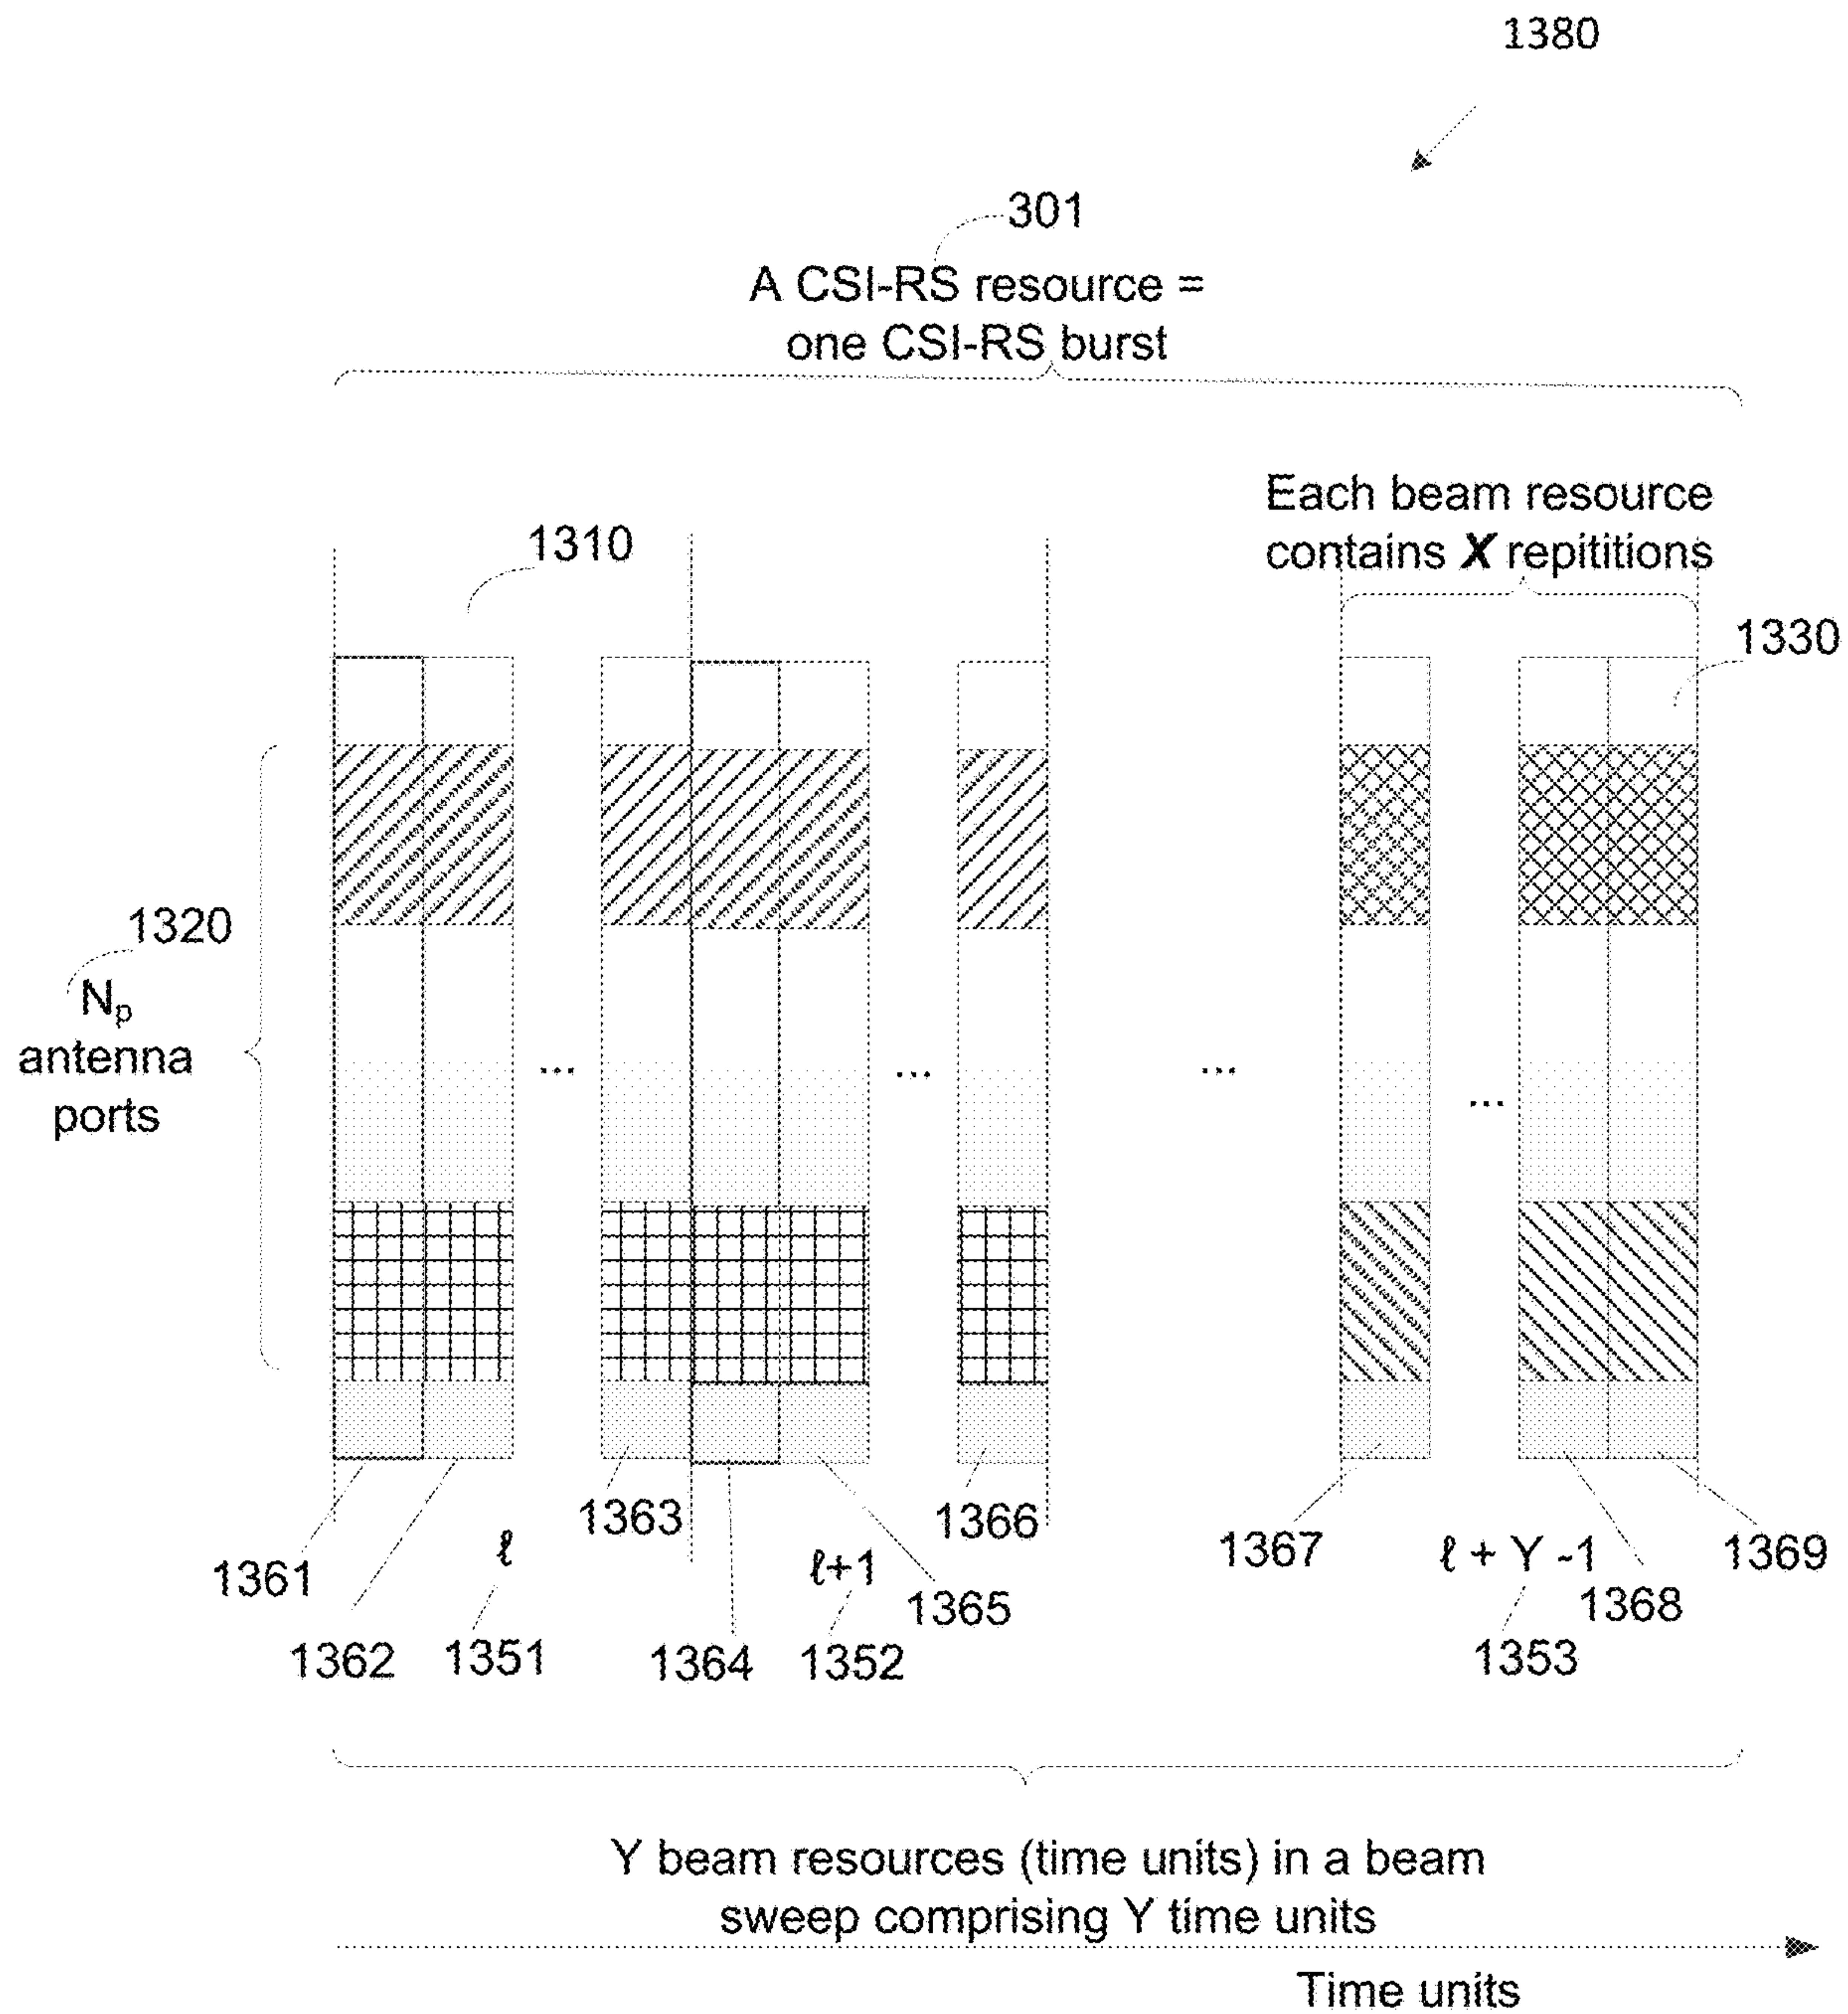 1380
301
A CSI-RS resource =
one CSI-RS burst
Each beam resource
contains X repititions
1310
1330
1320
Np
antenna
ports
...
...
...
...
1361
1362
ℓ
1351
1363
1364
ℓ+1
1352
1365
1366
1367
ℓ + Y -1
1353
1368
1369
Y beam resources (time units) in a beam
sweep comprising Y time units
Time units